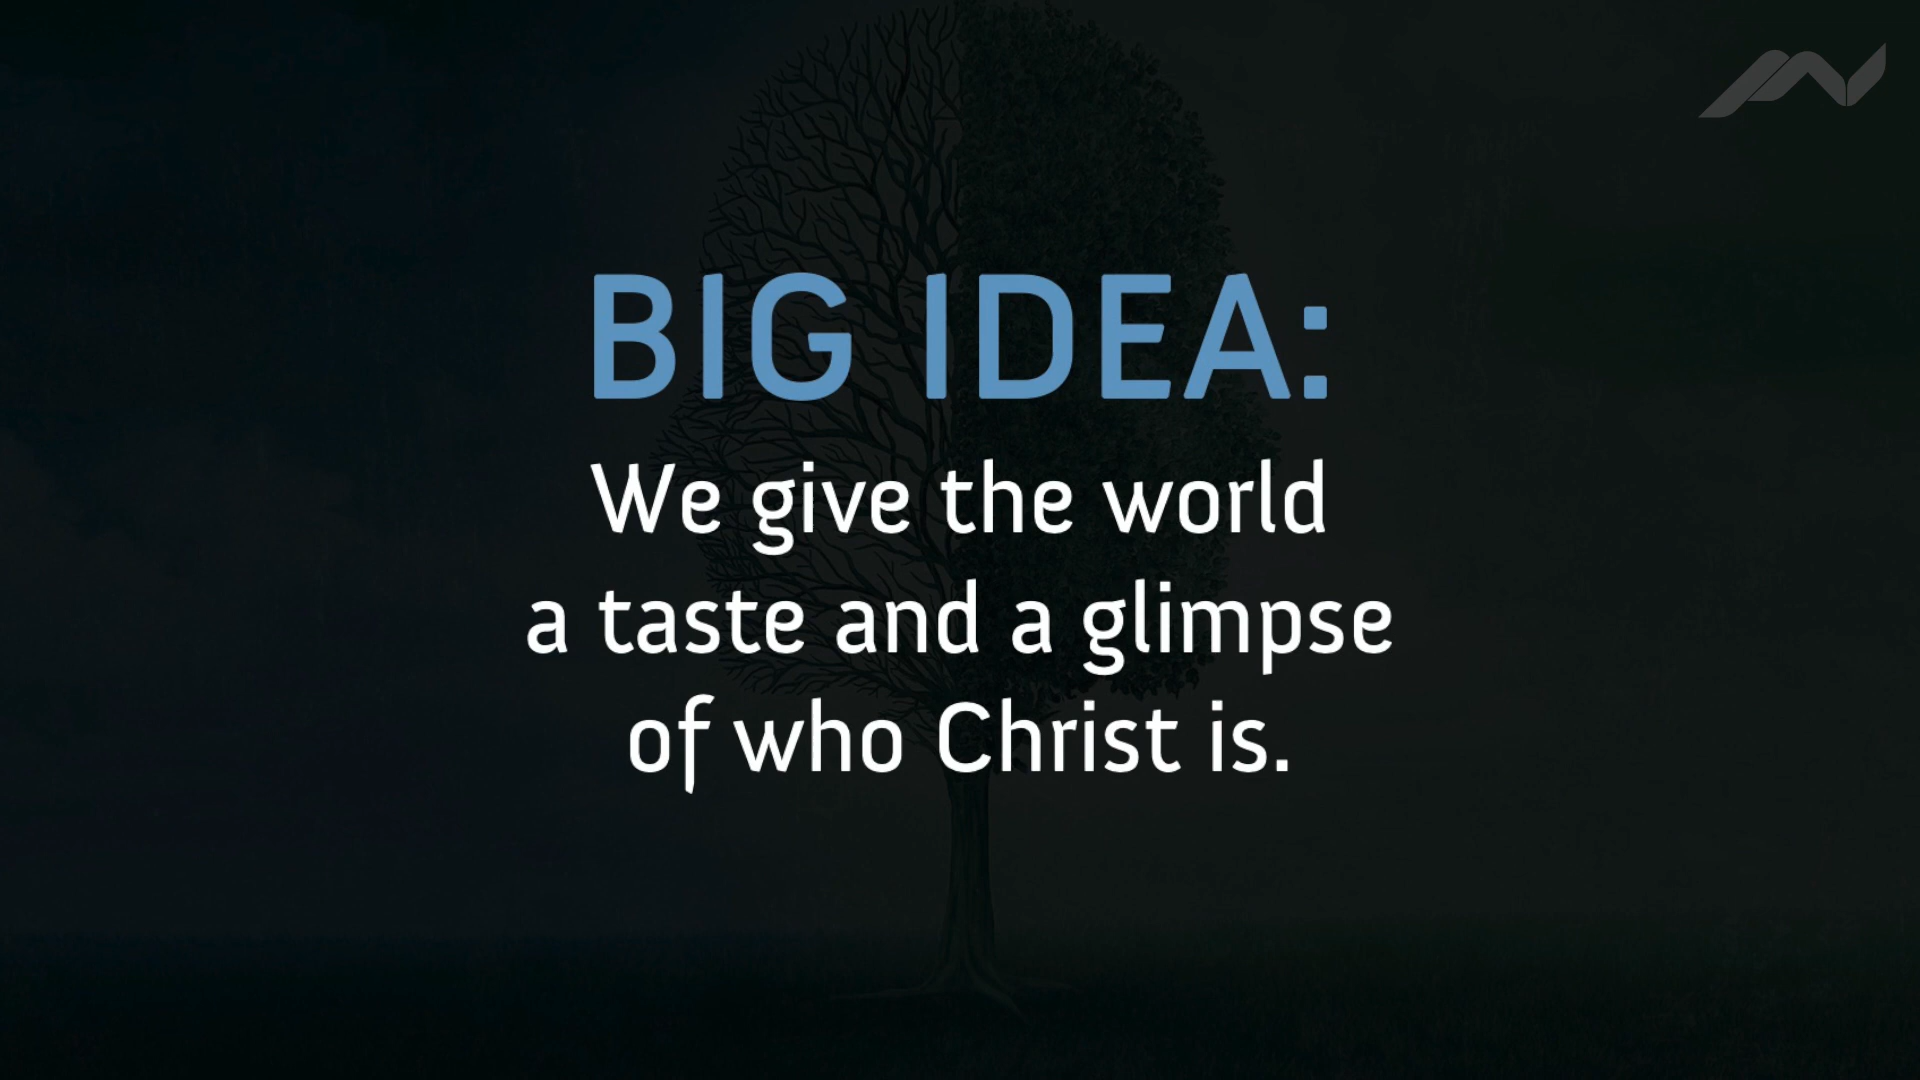 BIG IDEA:
We give the world
a taste and a glimpse
of who Christ is.